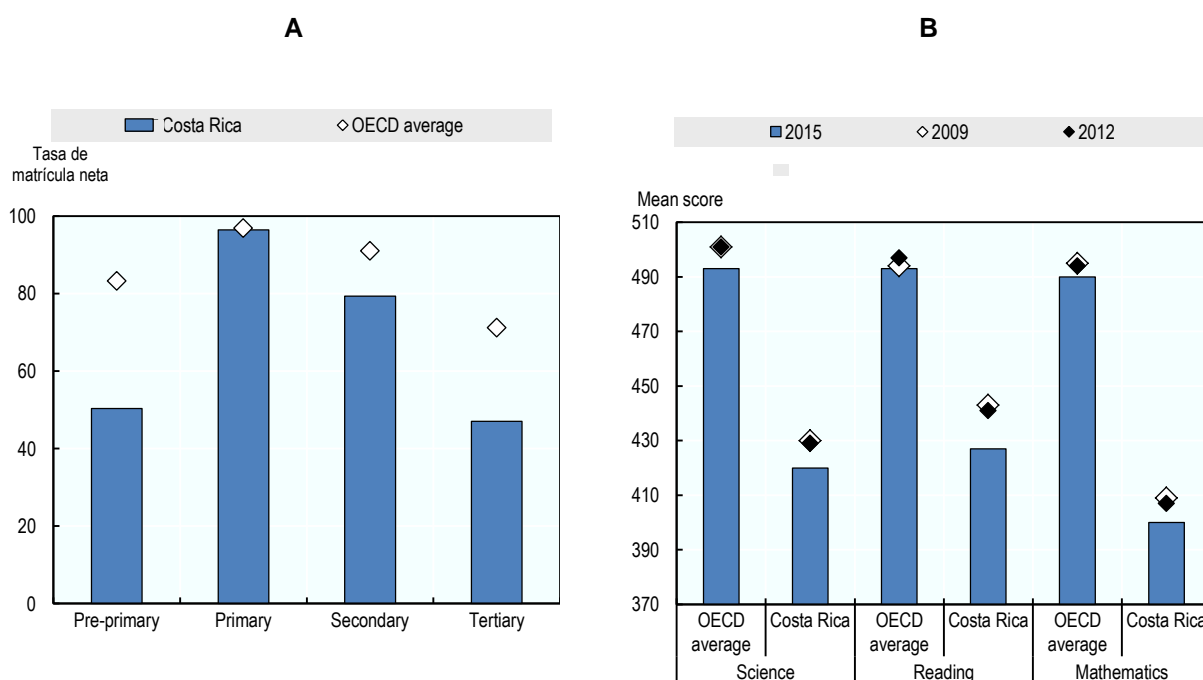 A
Costa Rica OECD average
Tasa de
matrícula neta
100
80
60
40
20
0
Pre-primary Primary Secondary Tertiary
B
2015 2009 2012
Mean score
510
490
470
450
430
410
390
370
OECD average Costa Rica OECD average Costa Rica OECD average Costa Rica
Science Reading Mathematics